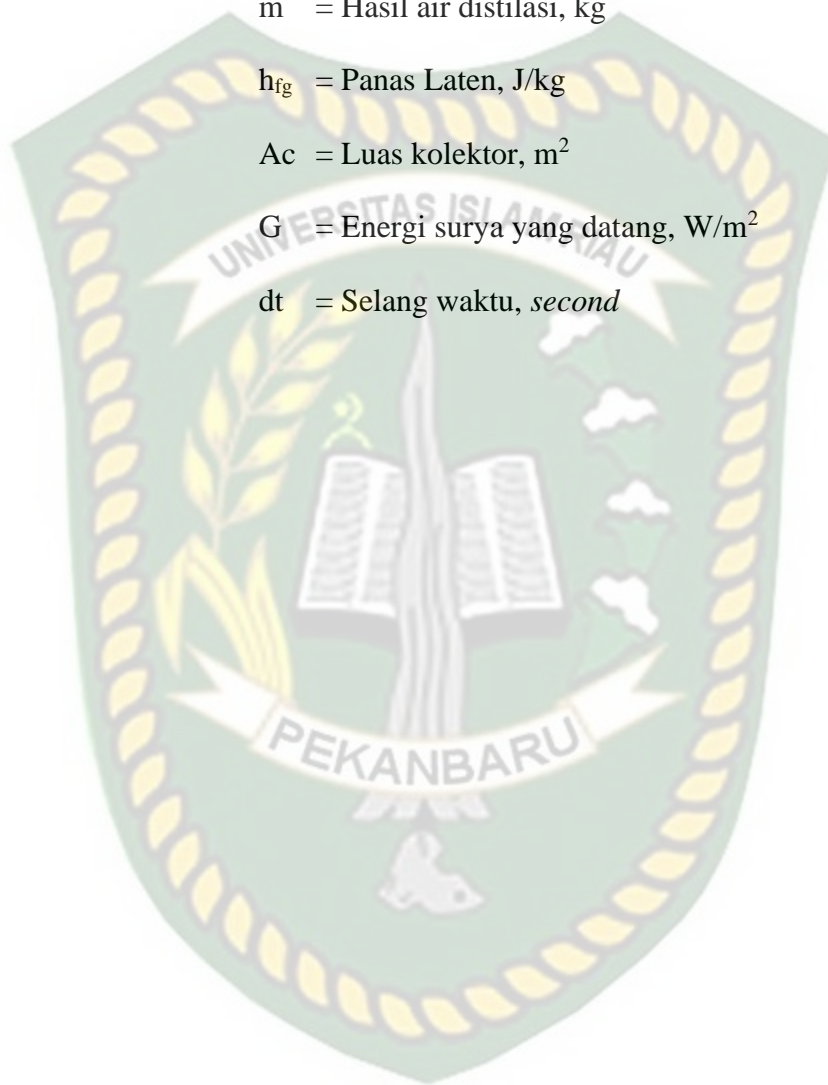 m = Hasil air distilasi, kg
h_fg = Panas Laten, J/kg
Ac = Luas kolektor, m²
UNIVERSITAS ISLAM RIAU
G = Energi surya yang datang, W/m²
dt = Selang waktu, second
PEKANBARU